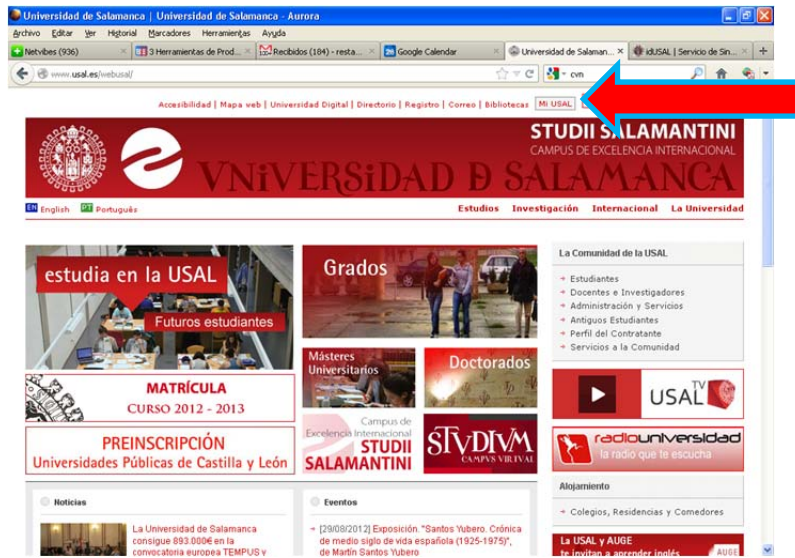 Universidad de Salamanca | Universidad de Salamanca - Aurora
Archivo Editar Ver Historial Marcadores Herramientas Ayuda
Netvibes (936)
3 Herramientas de Prod...
Recibidos (184) - resta...
Google Calendar
Universidad de Salaman...
idUSAL | Servicio de Sin...
www.usal.es/webusal/
cvn
Accesibilidad | Mapa web | Universidad Digital | Directorio | Registro | Correo | Bibliotecas Mi USAL
STUDII SALAMANTINI
CAMPUS DE EXCELENCIA INTERNACIONAL
VNiVERSiDAD Ð SALAMANCA
EN English PT Português
Estudios Investigación Internacional La Universidad
estudia en la USAL
Futuros estudiantes
MATRÍCULA
CURSO 2012 - 2013
PREINSCRIPCIÓN
Universidades Públicas de Castilla y León
Grados
Másteres
Universitarios
Doctorados
Campus de
Excelencia Internacional
STUDII
SALAMANTINI
STVDIVM
CAMPVS VIRTVAL
La Comunidad de la USAL
Estudiantes
Docentes e Investigadores
Administración y Servicios
Antiguos Estudiantes
Perfil del Contratante
Servicios a la Comunidad
USAL TV
radiouniversidad
la radio que te escucha
Alojamiento
Colegios, Residencias y Comedores
Noticias
La Universidad de Salamanca
consigue 893.000€ en la
convocatoria europea TEMPUS y
Eventos
[29/08/2012] Exposición. "Santos Yubero. Crónica
de medio siglo de vida española (1925-1975)",
de Martín Santos Yubero
La USAL y AUGE
te invitan a aprender inglés
AUGE